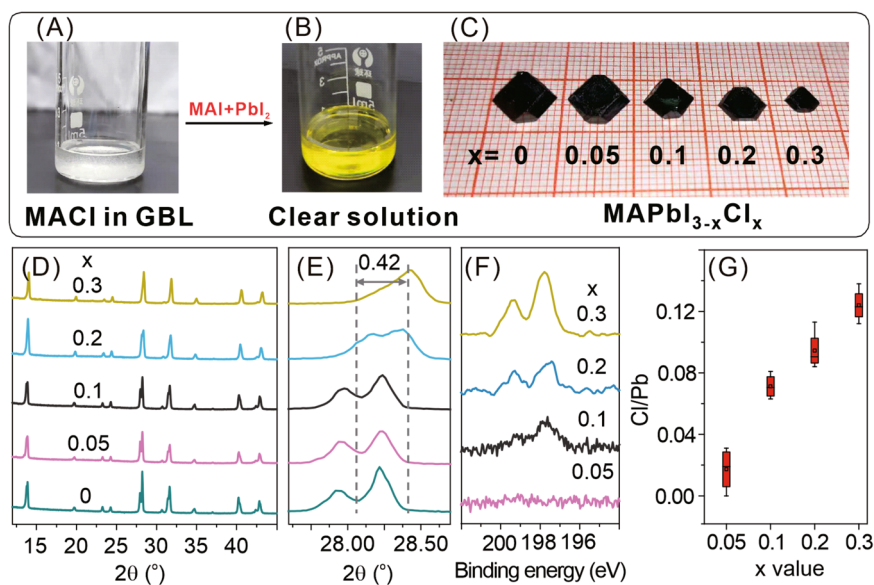 (A)
MAI+PbI2
(B)
APPROX
5mL
3
(C)
x= 0 0.05 0.1 0.2 0.3
MACl in GBL
Clear solution
MAPbI3-xClx
(D)
x
0.3
0.2
0.1
0.05
0
15 20 25 30 35 40
2θ (°)
(E)
0.42
28.00 28.50
2θ (°)
(F)
x
0.3
0.2
0.1
0.05
200 198 196
Binding energy (eV)
(G)
Cl/Pb
0.12
0.08
0.04
0.00
0.05 0.1 0.2 0.3
x value